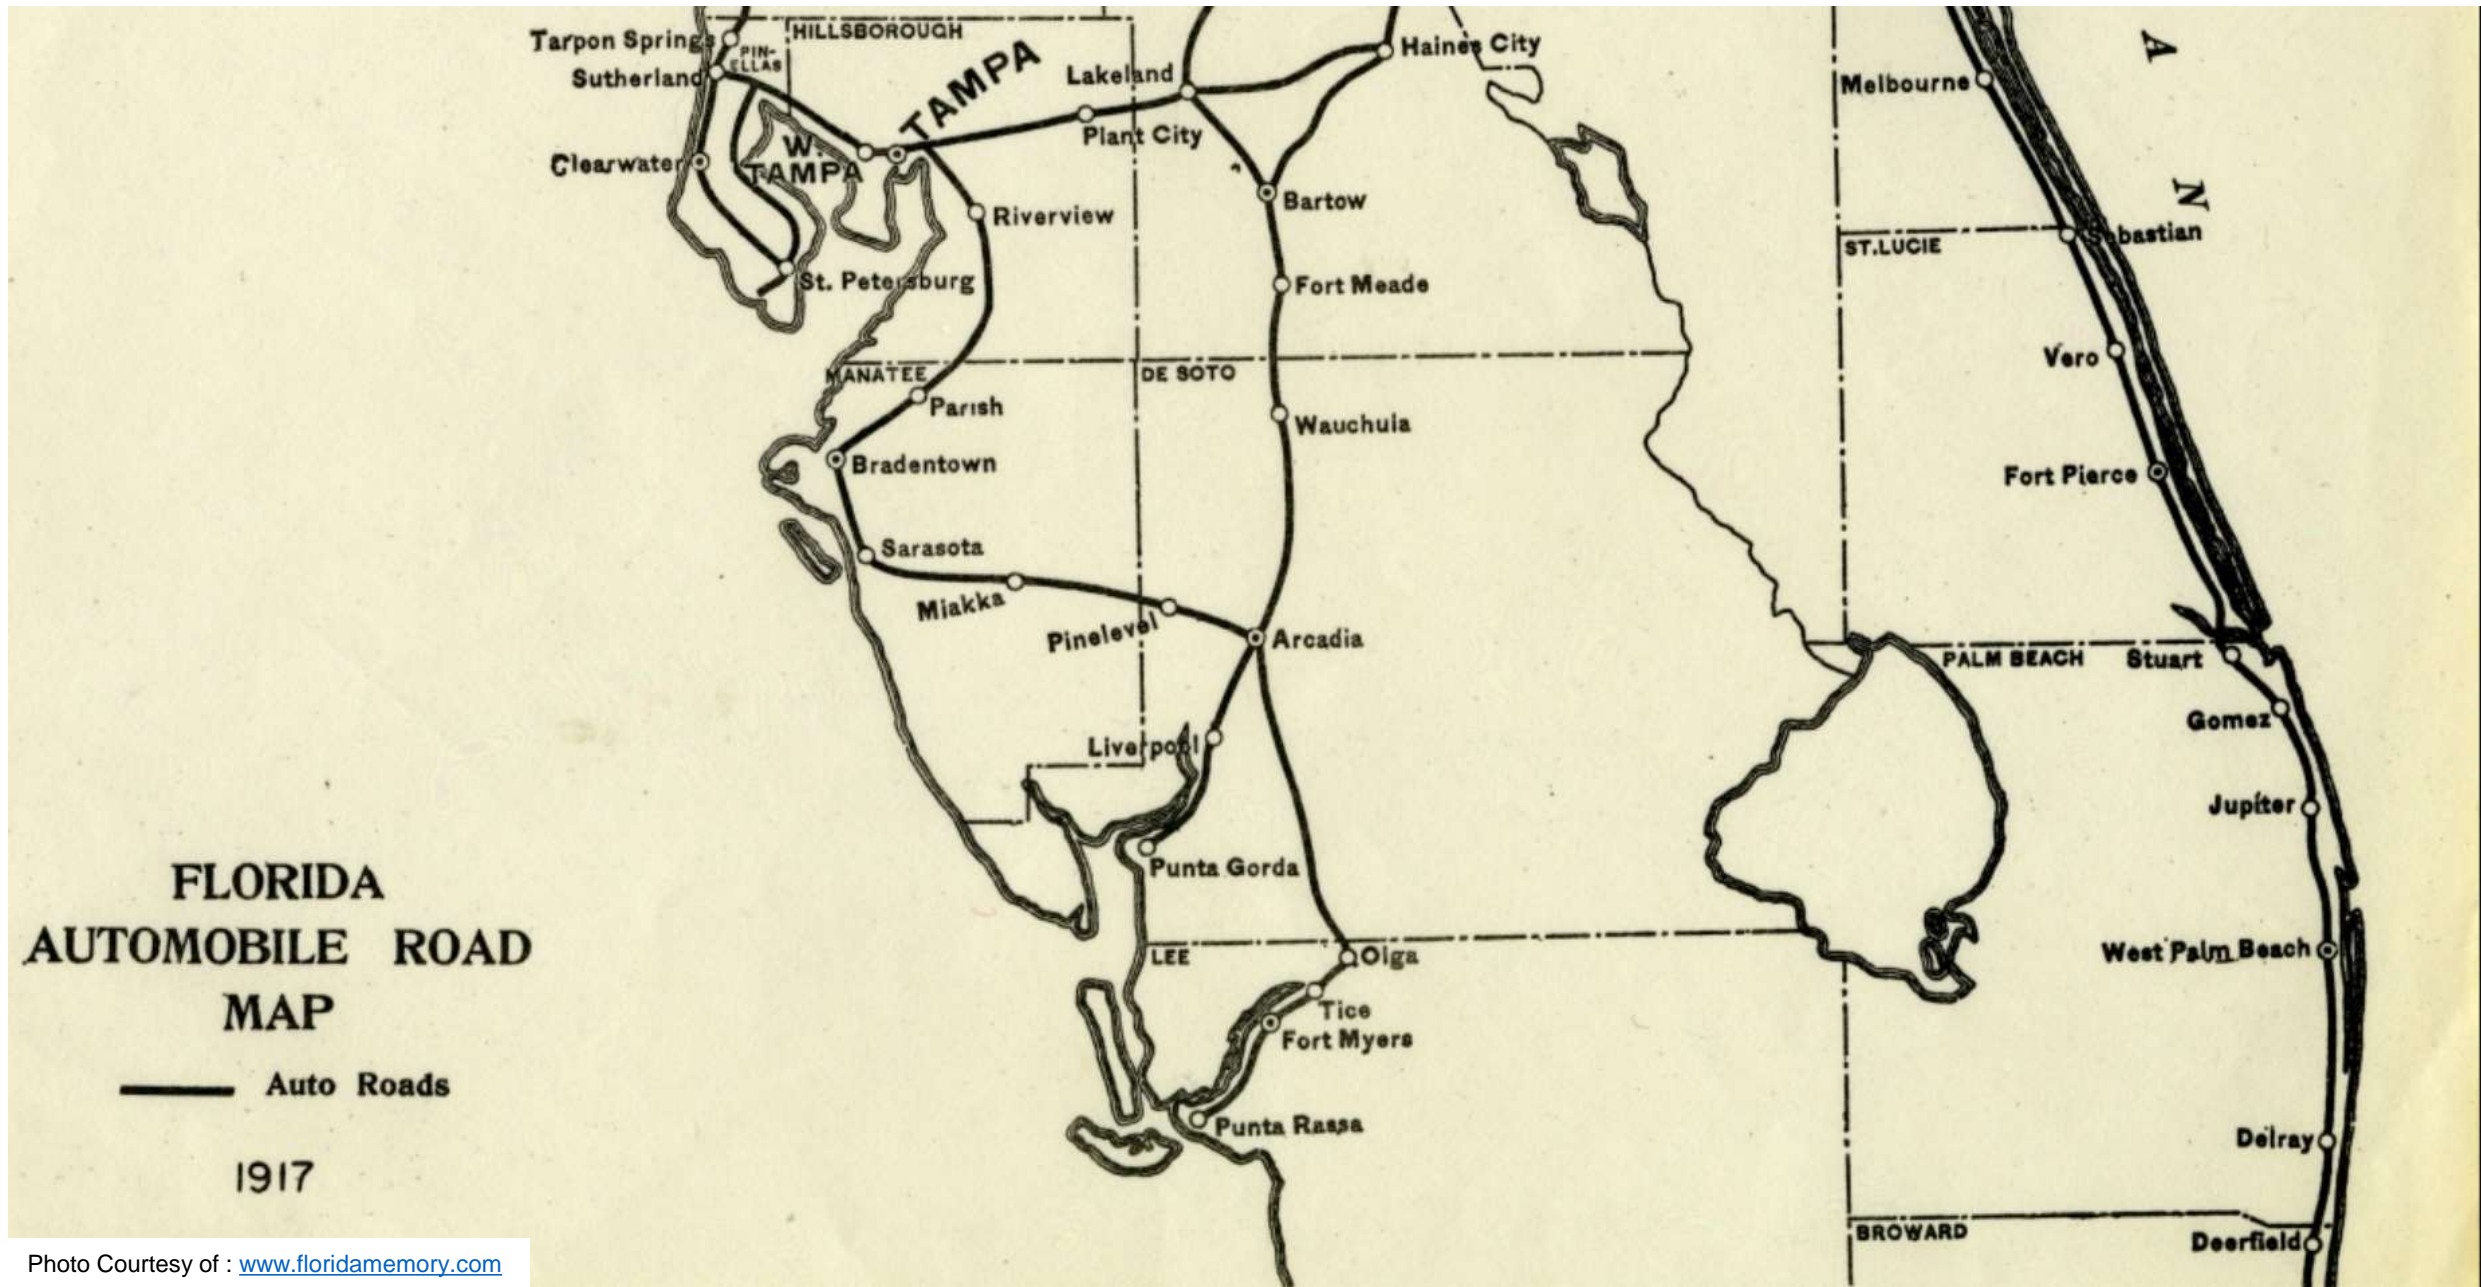 Tarpon Springs
Sutherland
PIN-
ELLAS
HILLSBOROUGH
TAMPA
Lakeland
Haines City
Melbourne
A
Clearwater
W.
TAMPA
Plant City
Bartow
N
Riverview
St. Petersburg
Fort Meade
ST. LUCIE
Sebastian
MANATEE
DE SOTO
Vero
Parish
Wauchula
Bradentown
Fort Pierce
Sarasota
Miakka
Pinelevel
Arcadia
PALM BEACH
Stuart
Gomez
Liverpool
Jupiter
Punta Gorda
FLORIDA
AUTOMOBILE ROAD
MAP
LEE
Olga
West Palm Beach
Tice
Fort Myers
Auto Roads
Punta Rassa
Delray
1917
BROWARD
Deerfield
Photo Courtesy of : www.floridamemory.com